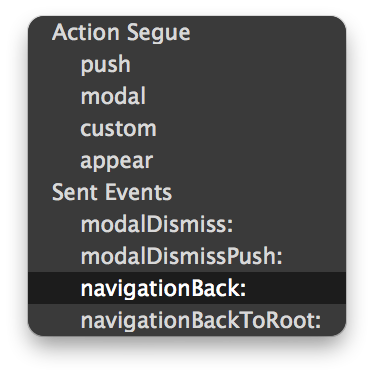 Action Segue
push
modal
custom
appear
Sent Events
modalDismiss:
modalDismissPush:
navigationBack:
navigationBackToRoot: